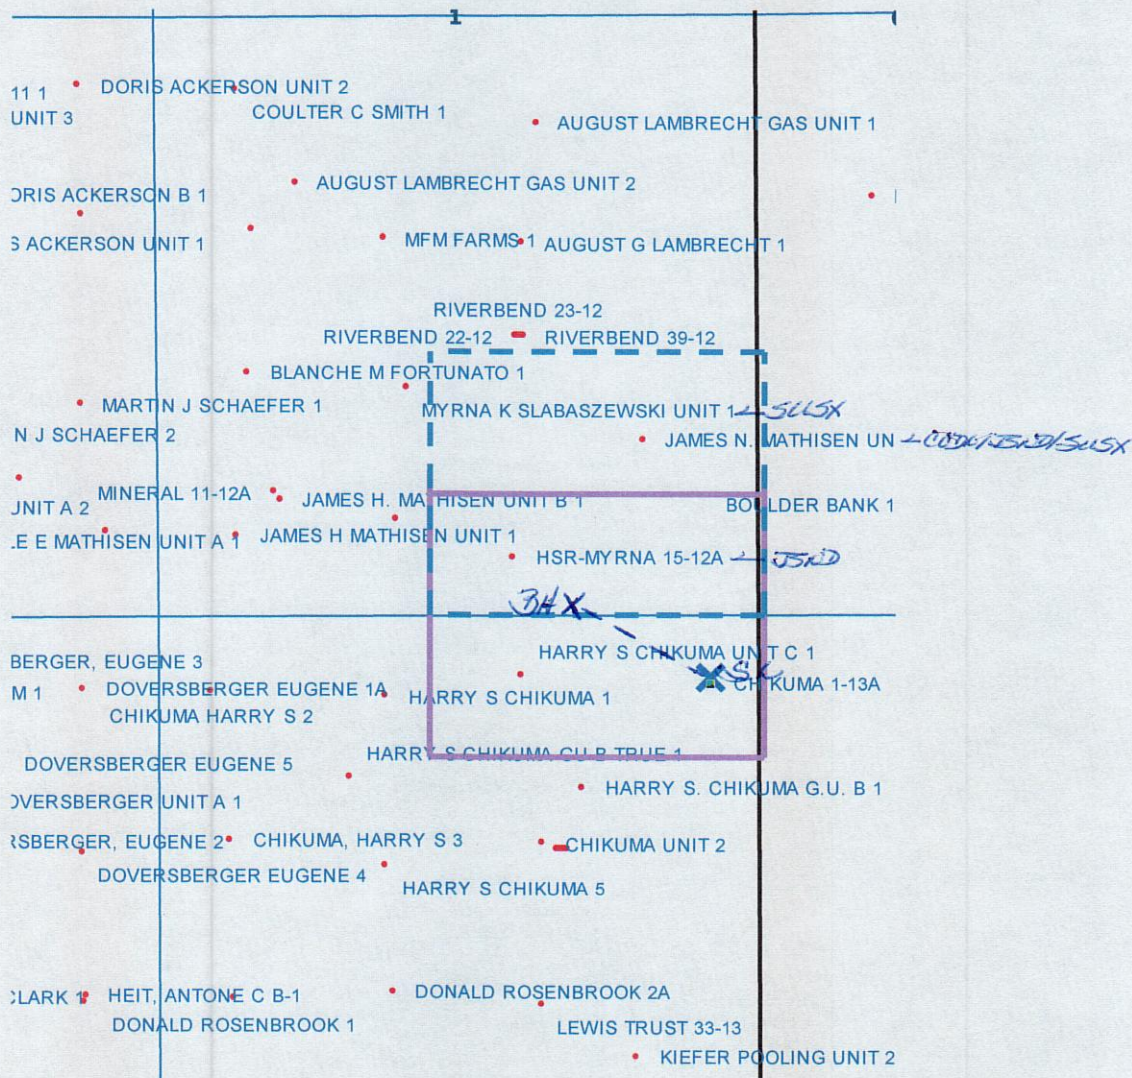 1
11 1
DORIS ACKERSON UNIT 2
UNIT 3
COULTER C SMITH 1
AUGUST LAMBRECHT GAS UNIT 1
AUGUST LAMBRECHT GAS UNIT 2
ORIS ACKERSON B 1
S ACKERSON UNIT 1
MFM FARMS 1
AUGUST G LAMBRECHT 1
RIVERBEND 23-12
RIVERBEND 22-12
RIVERBEND 39-12
BLANCHE M FORTUNATO 1
MARTIN J SCHAEFER 1
MYRNA K SLABASZEWSKI UNIT 1 SUSX
N J SCHAEFER 2
JAMES N. MATHISEN UN CODL/JSND/SUSX
MINERAL 11-12A
JAMES H. MATHISEN UNIT B 1
BOULDER BANK 1
UNIT A 2
LE E MATHISEN UNIT A 1
JAMES H MATHISEN UNIT 1
HSR-MYRNA 15-12A JSND
BHX
HARRY S CHIKUMA UNIT C 1
BERGER, EUGENE 3
SL
M 1
DOVERSBERGER EUGENE 1A
HARRY S CHIKUMA 1
CHIKUMA 1-13A
CHIKUMA HARRY S 2
HARRY S CHIKUMA GU B TRUE 1
DOVERSBERGER EUGENE 5
HARRY S. CHIKUMA G.U. B 1
OVERSBERGER UNIT A 1
RSBERGER, EUGENE 2
CHIKUMA, HARRY S 3
CHIKUMA UNIT 2
DOVERSBERGER EUGENE 4
HARRY S CHIKUMA 5
CLARK 1
HEIT, ANTONE C B-1
DONALD ROSENBROOK 2A
DONALD ROSENBROOK 1
LEWIS TRUST 33-13
KIEFER POOLING UNIT 2